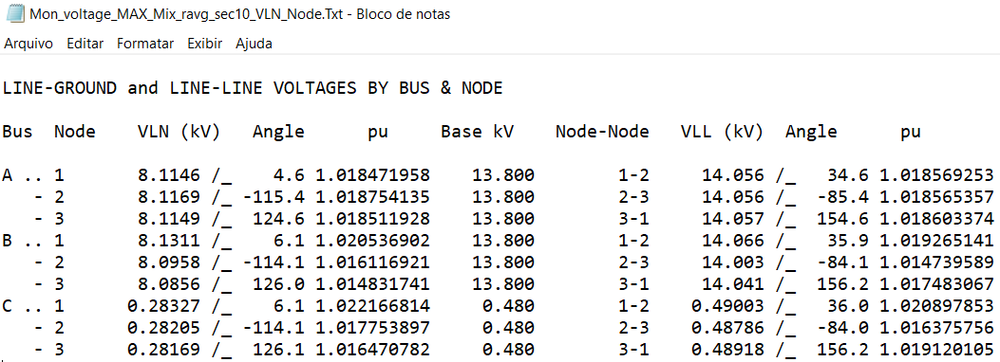 Mon_voltage_MAX_Mix_ravg_sec10_VLN_Node.Txt - Bloco de notas
Arquivo Editar Formatar Exibir Ajuda
LINE-GROUND and LINE-LINE VOLTAGES BY BUS & NODE
Bus Node VLN (kV) Angle pu Base kV Node-Node VLL (kV) Angle pu
A .. 1 8.1146 /_ 4.6 1.018471958 13.800 1-2 14.056 /_ 34.6 1.018569253
- 2 8.1169 /_ -115.4 1.018754135 13.800 2-3 14.056 /_ -85.4 1.018565357
- 3 8.1149 /_ 124.6 1.018511928 13.800 3-1 14.057 /_ 154.6 1.018603374
B .. 1 8.1311 /_ 6.1 1.020536902 13.800 1-2 14.066 /_ 35.9 1.019265141
- 2 8.0958 /_ -114.1 1.016116921 13.800 2-3 14.003 /_ -84.1 1.014739589
- 3 8.0856 /_ 126.0 1.014831741 13.800 3-1 14.041 /_ 156.2 1.017483067
C .. 1 0.28327 /_ 6.1 1.022166814 0.480 1-2 0.49003 /_ 36.0 1.020897853
- 2 0.28205 /_ -114.1 1.017753897 0.480 2-3 0.48786 /_ -84.0 1.016375756
- 3 0.28169 /_ 126.1 1.016470782 0.480 3-1 0.48918 /_ 156.2 1.019120105